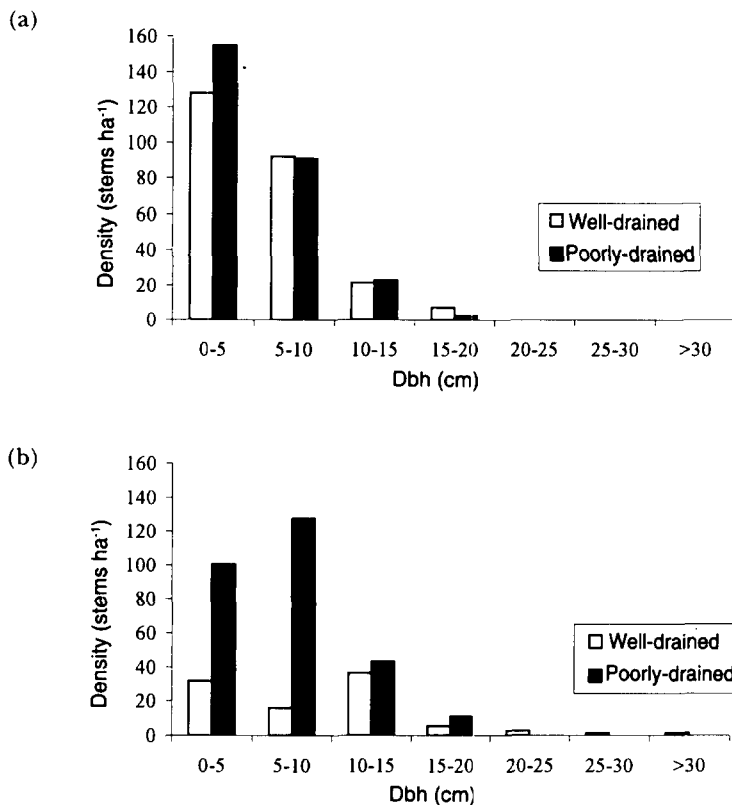 (a)
160
140
120
100
80
60
40
20
0
Density (stems ha⁻¹)
Well-drained
Poorly-drained
0-5 5-10 10-15 15-20 20-25 25-30 >30
Dbh (cm)
(b)
160
140
120
100
80
60
40
20
0
Density (stems ha⁻¹)
Well-drained
Poorly-drained
0-5 5-10 10-15 15-20 20-25 25-30 >30
Dbh (cm)